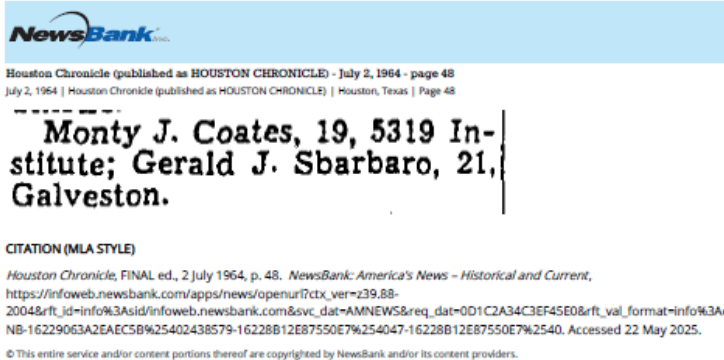 NewsBank inc.
Houston Chronicle (published as HOUSTON CHRONICLE) - July 2, 1964 - page 48
July 2, 1964 | Houston Chronicle (published as HOUSTON CHRONICLE) | Houston, Texas | Page 48
Monty J. Coates, 19, 5319 In-
stitute; Gerald J. Sbarbaro, 21,
Galveston.
CITATION (MLA STYLE)
Houston Chronicle, FINAL ed., 2 July 1964, p. 48. NewsBank: America's News – Historical and Current,
https://infoweb.newsbank.com/apps/news/openurl?ctx_ver=z39.88-
2004&rft_id=info%3Asid/infoweb.newsbank.com&svc_dat=AMNEWS&req_dat=0D1C2A34C3EF45E0&rft_val_format=info%3A
NB-16229063A2EAEC5B%25402438579-16228B12E87550E7%254047-16228B12E87550E7%2540. Accessed 22 May 2025.
© This entire service and/or content portions thereof are copyrighted by NewsBank and/or its content providers.